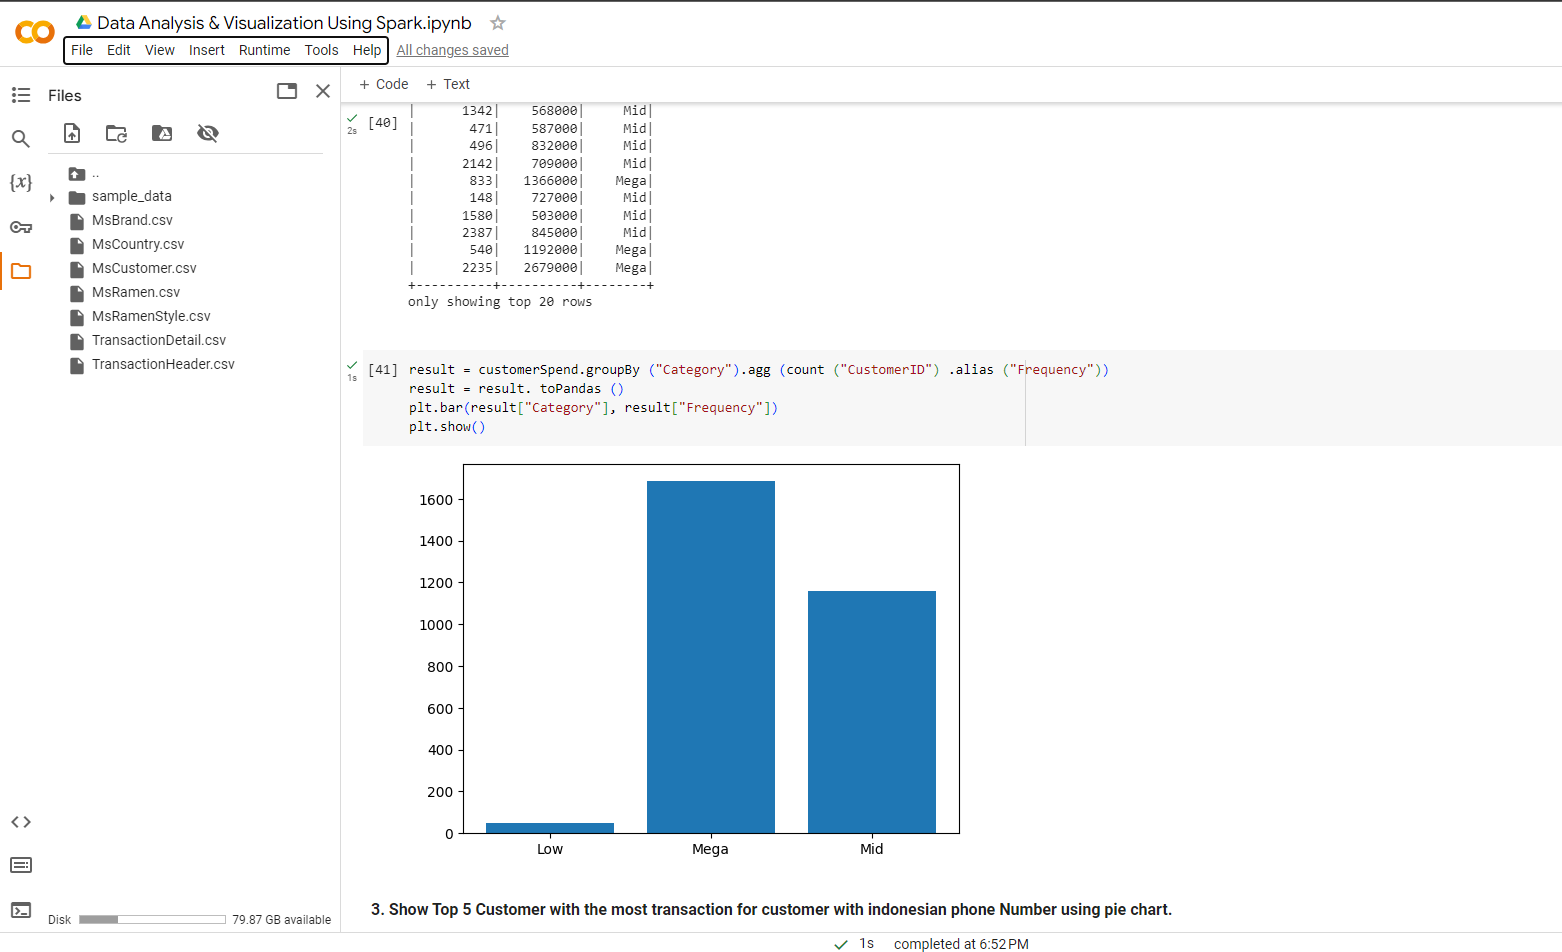 Data Analysis & Visualization Using Spark.ipynb
File Edit View Insert Runtime Tools Help All changes saved
Files
+ Code + Text
..
sample_data
MsBrand.csv
MsCountry.csv
MsCustomer.csv
MsRamen.csv
MsRamenStyle.csv
TransactionDetail.csv
TransactionHeader.csv
{x}
Disk 79.87 GB available
2s
[40]
| 1342| 568000| Mid|
| 471| 587000| Mid|
| 496| 832000| Mid|
| 2142| 709000| Mid|
| 833| 1366000| Mega|
| 148| 727000| Mid|
| 1580| 503000| Mid|
| 2387| 845000| Mid|
| 540| 1192000| Mega|
| 2235| 2679000| Mega|
+----------+----------+--------+
only showing top 20 rows
1s
[41] result = customerSpend.groupBy ("Category").agg (count ("CustomerID") .alias ("Frequency"))
result = result. toPandas ()
plt.bar(result["Category"], result["Frequency"])
plt.show()
1600
1400
1200
1000
800
600
400
200
0
Low Mega Mid
3. Show Top 5 Customer with the most transaction for customer with indonesian phone Number using pie chart.
1s completed at 6:52 PM